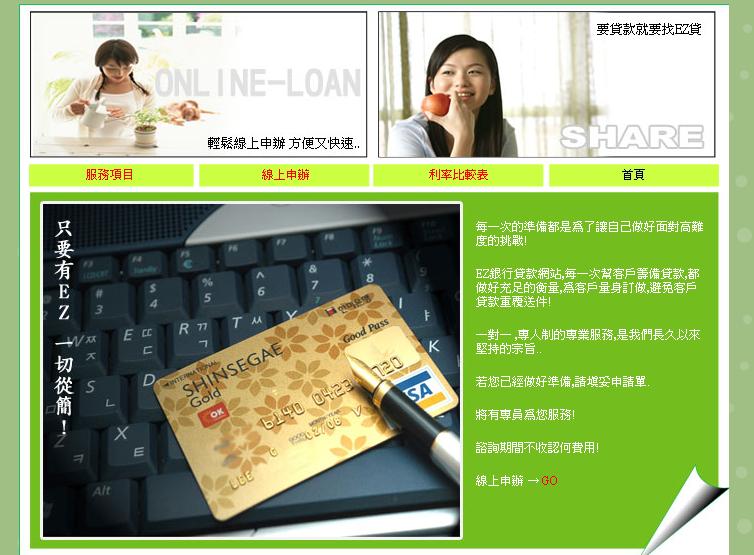 ONLINE-LOAN
輕鬆線上申辦 方便又快速..
要貸款就要找EZ貸
SHARE
服務項目
線上申辦
利率比較表
首頁
只要有EZ 一切從簡！
INTERNATIONAL
SHINSEGAE
Gold
OK
Good Pass
VISA
每一次的準備都是為了讓自己做好面對高難
度的挑戰!
EZ銀行貸款網站,每一次幫客戶籌備貸款,都
做好充足的衡量,為客戶量身訂做,避免客戶
貸款重覆送件!
一對一 ,專人制的專業服務,是我們長久以來
堅持的宗旨..
若您已經做好準備,請填妥申請單.
將有專員為您服務!
諮詢期間不收認何費用!
線上申辦 →GO